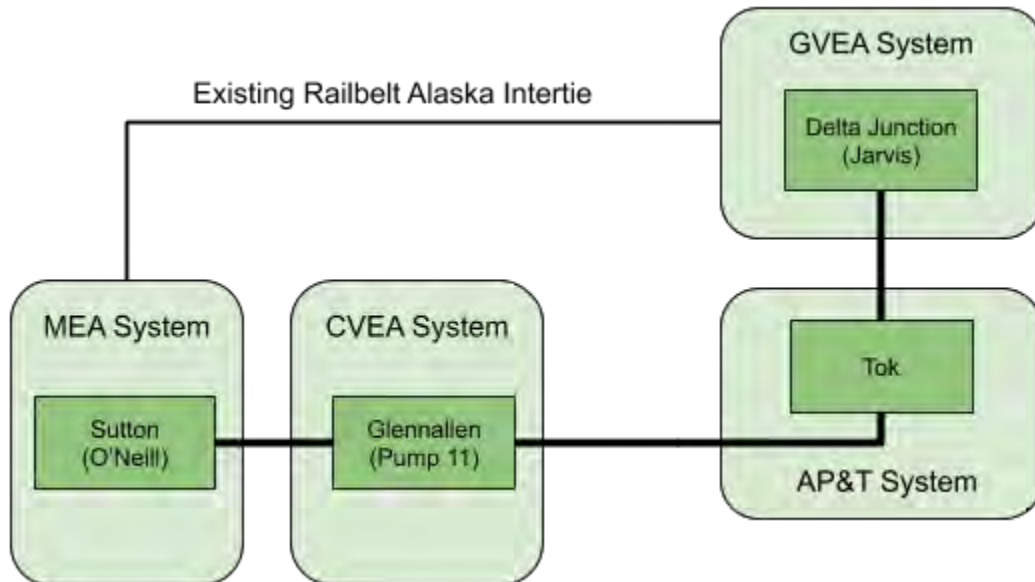 GVEA System
Existing Railbelt Alaska Intertie
Delta Junction
(Jarvis)
MEA System
CVEA System
Tok
Sutton
(O'Neill)
Glennallen
(Pump 11)
AP&T System